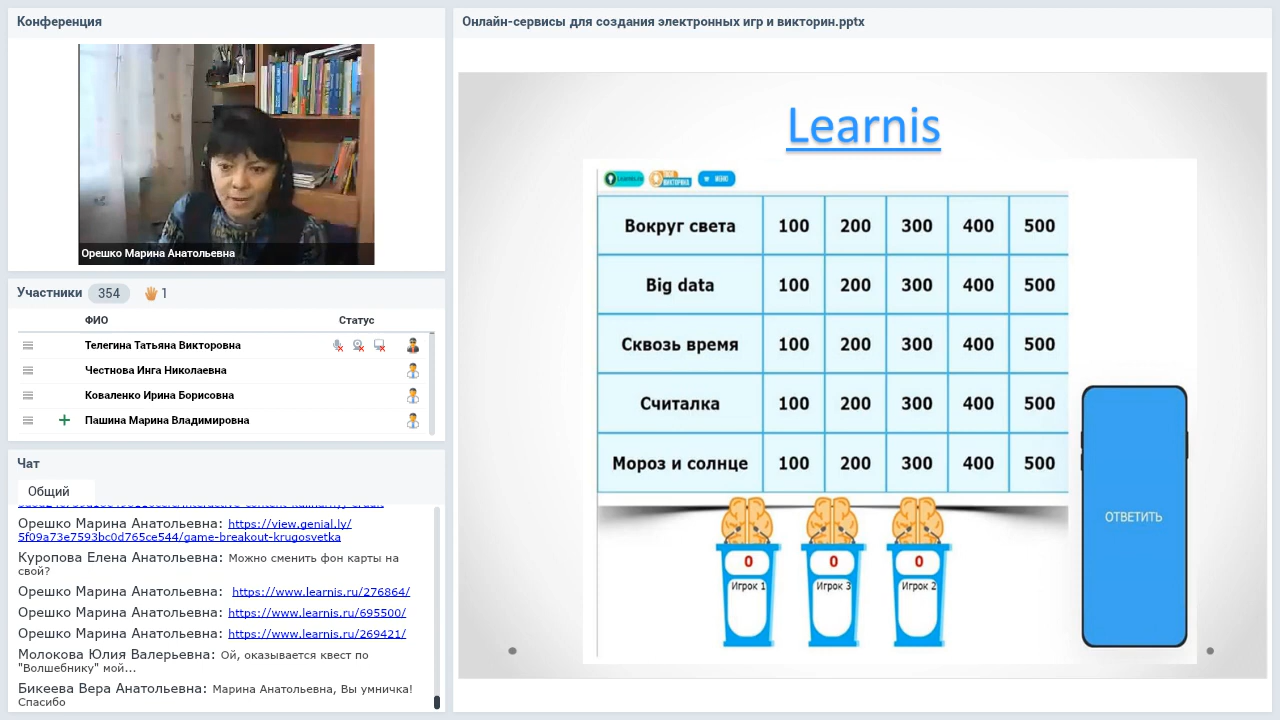 Конференция
Орешко Марина Анатольевна
Участники 354 1
ФИО Статус
Телегина Татьяна Викторовна
Честнова Инга Николаевна
Коваленко Ирина Борисовна
Пашина Марина Владимировна
Чат
Общий
Орешко Марина Анатольевна: https://view.genial.ly/
5f09a73e7593bc0d765ce544/game-breakout-krugosvetka
Куропова Елена Анатольевна: Можно сменить фон карты на
свой?
Орешко Марина Анатольевна: https://www.learnis.ru/276864/
Орешко Марина Анатольевна: https://www.learnis.ru/695500/
Орешко Марина Анатольевна: https://www.learnis.ru/269421/
Молокова Юлия Валерьевна: Ой, оказывается квест по
"Волшебнику" мой...
Бикеева Вера Анатольевна: Марина Анатольевна, Вы умничка!
Спасибо
Онлайн-сервисы для создания электронных игр и викторин.pptx
Learnis
Learnis.ru ВИКТОРИНА МЕНЮ
Вокруг света 100 200 300 400 500
Big data 100 200 300 400 500
Сквозь время 100 200 300 400 500
Считалка 100 200 300 400 500
Мороз и солнце 100 200 300 400 500
0 0 0
Игрок 1 Игрок 3 Игрок 2
ОТВЕТИТЬ